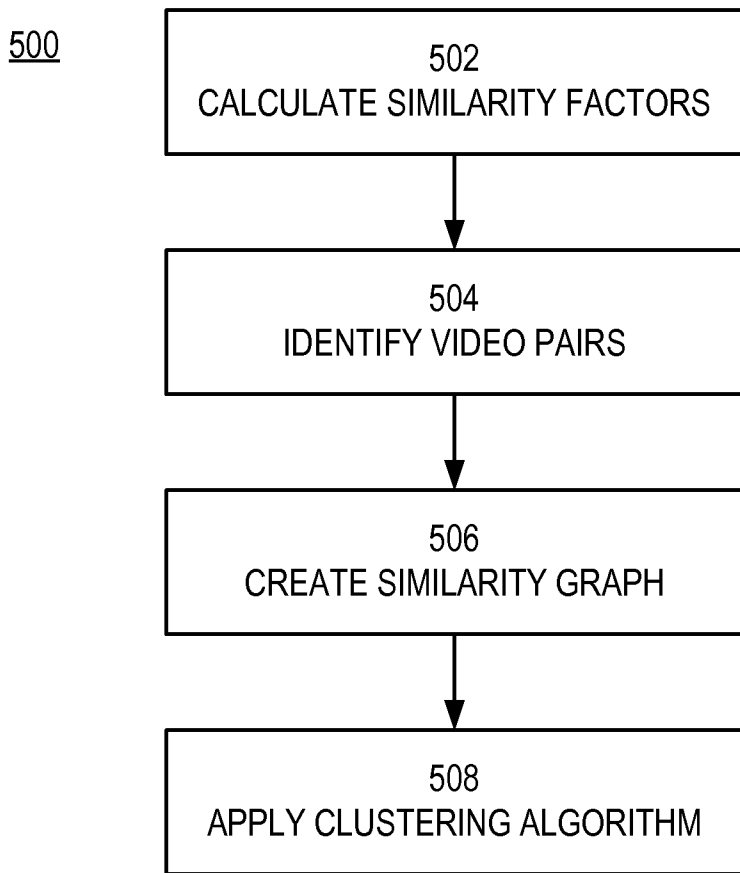 500
502
CALCULATE SIMILARITY FACTORS
504
IDENTIFY VIDEO PAIRS
506
CREATE SIMILARITY GRAPH
508
APPLY CLUSTERING ALGORITHM